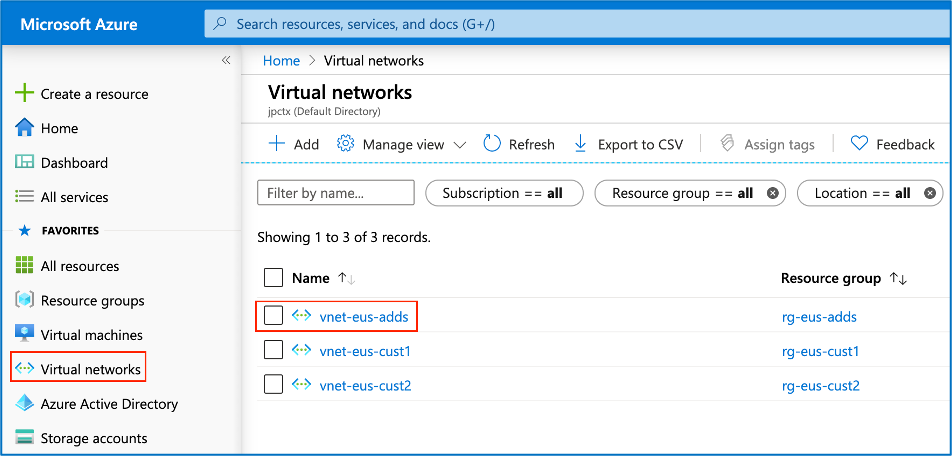 Microsoft Azure
Search resources, services, and docs (G+/)
«
Create a resource
Home
Dashboard
All services
FAVORITES
All resources
Resource groups
Virtual machines
Virtual networks
Azure Active Directory
Storage accounts
Home > Virtual networks
Virtual networks
jpctx (Default Directory)
Add Manage view Refresh Export to CSV Assign tags Feedback
Filter by name... Subscription == all Resource group == all Location == all
Showing 1 to 3 of 3 records.
Name ↑↓ Resource group ↑↓
vnet-eus-adds rg-eus-adds
vnet-eus-cust1 rg-eus-cust1
vnet-eus-cust2 rg-eus-cust2